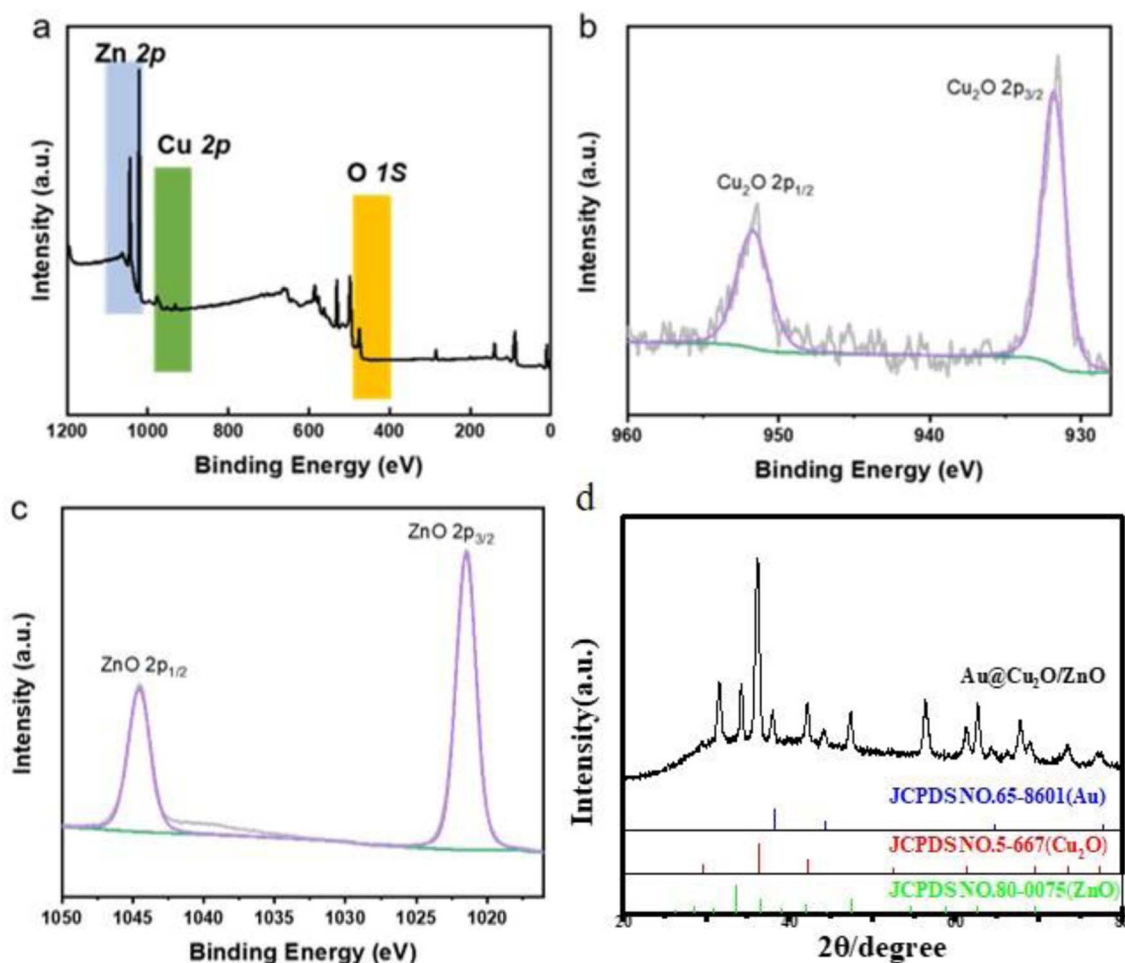 a
Zn 2p
Cu 2p
O 1S
Intensity (a.u.)
1200 1000 800 600 400 200 0
Binding Energy (eV)
b
Cu₂O 2p₃/₂
Cu₂O 2p₁/₂
Intensity (a.u.)
960 950 940 930
Binding Energy (eV)
c
ZnO 2p₃/₂
ZnO 2p₁/₂
Intensity (a.u.)
1050 1045 1040 1035 1030 1025 1020
Binding Energy (eV)
d
Au@Cu₂O/ZnO
JCPDS NO.65-8601(Au)
JCPDS NO.5-667(Cu₂O)
JCPDS NO.80-0075(ZnO)
Intensity(a.u.)
2θ/degree